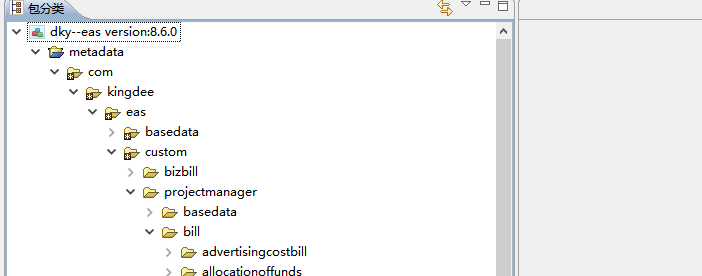 包分类
dky--eas version:8.6.0
metadata
com
kingdee
eas
basedata
custom
bizbill
projectmanager
basedata
bill
advertisingcostbill
allocationoffunds